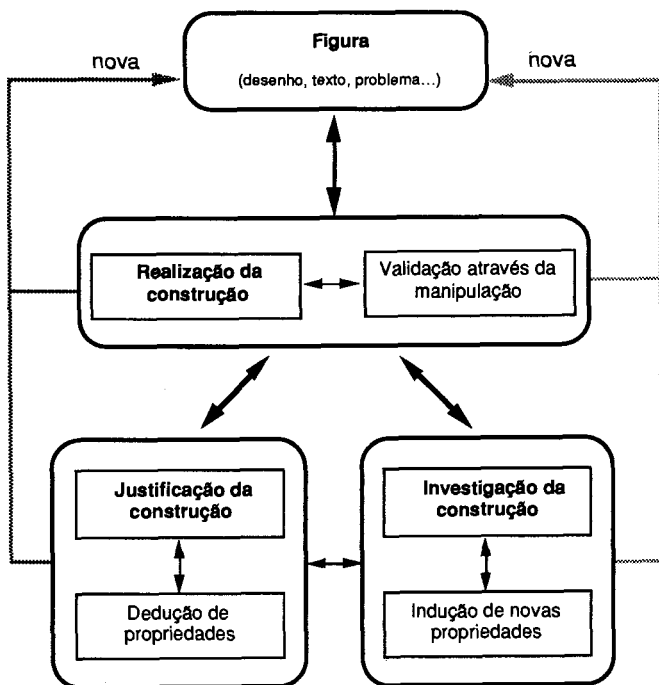 Figura
nova
nova
(desenho, texto, problema...)
Realização da
construção
Validação através da
manipulação
Justificação da
construção
Investigação da
construção
Dedução de
propriedades
Indução de novas
propriedades